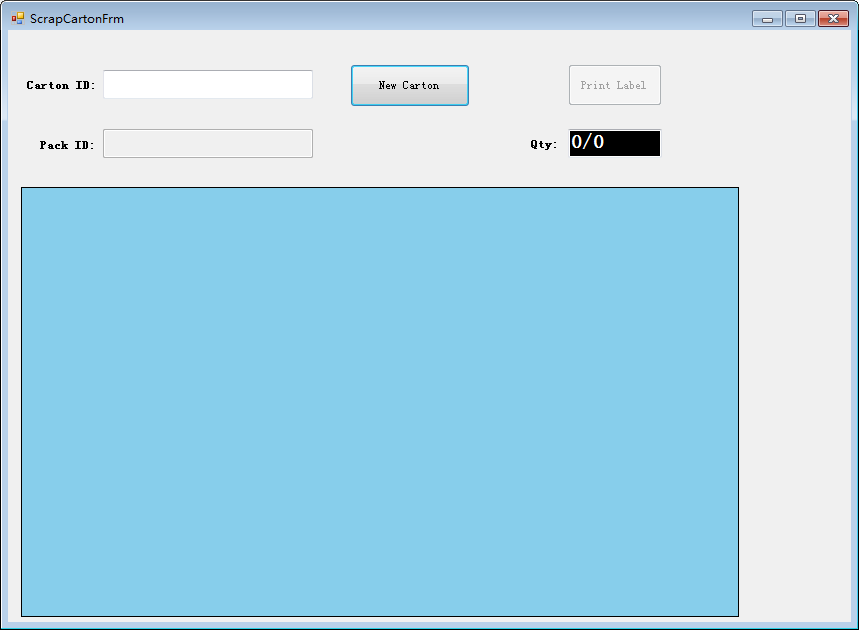 ScrapCartonFrm
Carton ID:
New Carton
Print Label
Pack ID:
Qty:
0/0